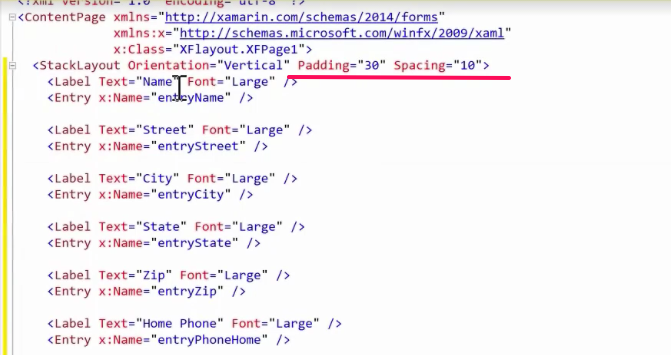 <?xml version="1.0" encoding="utf-8" ?>
<ContentPage xmlns="http://xamarin.com/schemas/2014/forms"
xmlns:x="http://schemas.microsoft.com/winfx/2009/xaml"
x:Class="XFlayout.XFPage1">
<StackLayout Orientation="Vertical" Padding="30" Spacing="10">
<Label Text="Name" Font="Large" />
<Entry x:Name="entryName" />
<Label Text="Street" Font="Large" />
<Entry x:Name="entryStreet" />
<Label Text="City" Font="Large" />
<Entry x:Name="entryCity" />
<Label Text="State" Font="Large" />
<Entry x:Name="entryState" />
<Label Text="Zip" Font="Large" />
<Entry x:Name="entryZip" />
<Label Text="Home Phone" Font="Large" />
<Entry x:Name="entryPhoneHome" />